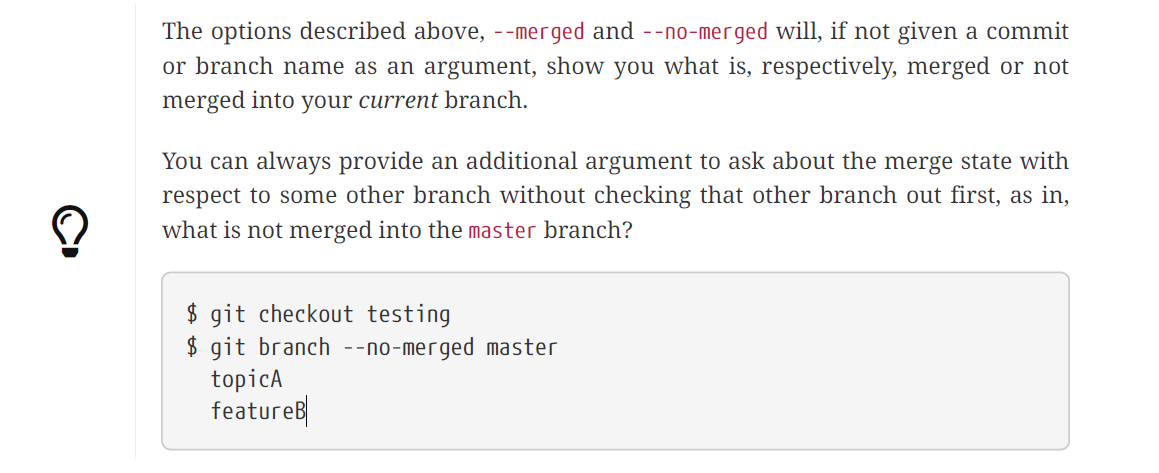 The options described above, --merged and --no-merged will, if not given a commit
or branch name as an argument, show you what is, respectively, merged or not
merged into your current branch.
You can always provide an additional argument to ask about the merge state with
respect to some other branch without checking that other branch out first, as in,
what is not merged into the master branch?
$ git checkout testing
$ git branch --no-merged master
  topicA
  featureB